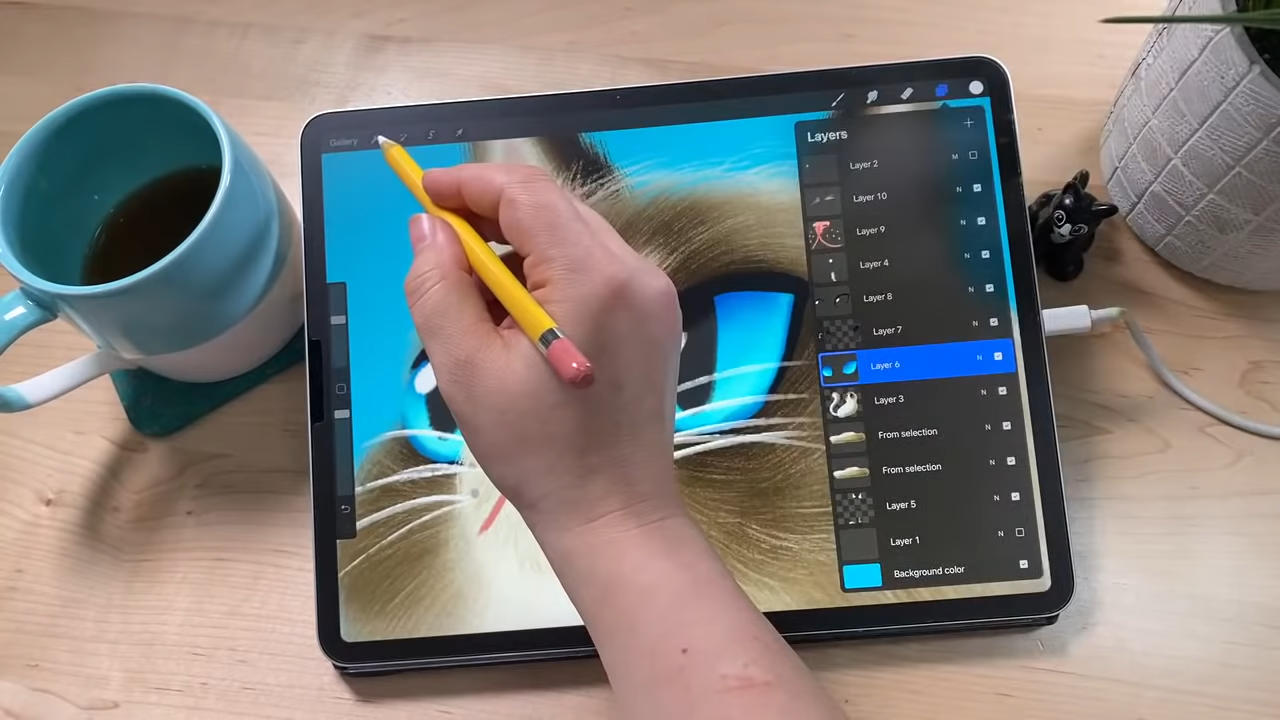 Gallery
Layers
Layer 2
M
Layer 10
N
Layer 9
N
Layer 4
N
Layer 8
N
Layer 7
N
Layer 6
N
Layer 3
N
From selection
N
From selection
N
Layer 5
N
Layer 1
N
Background color